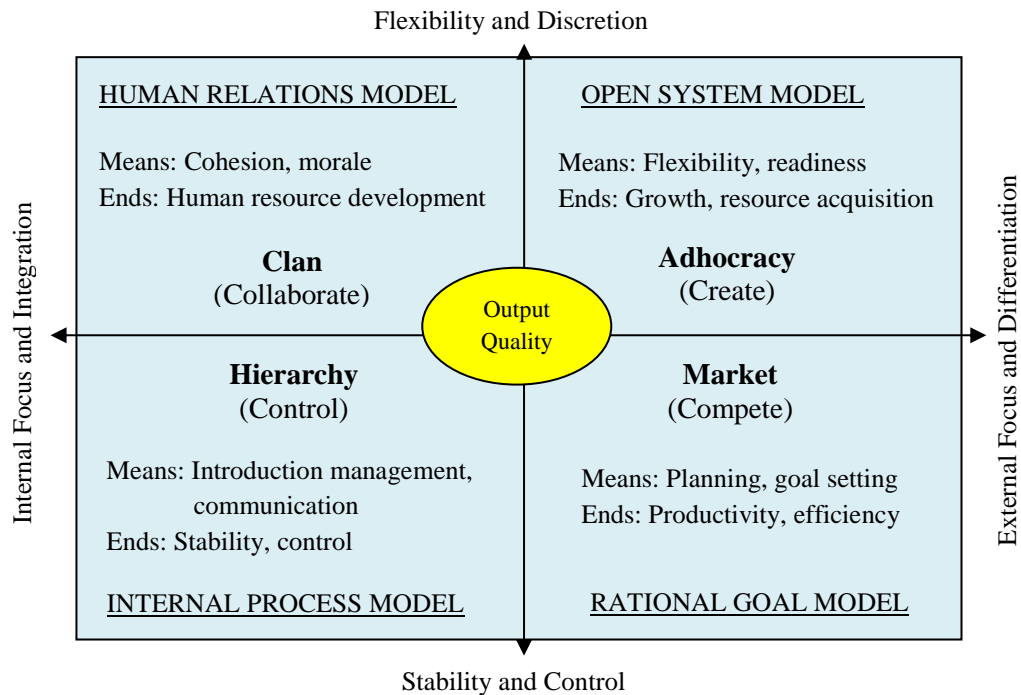 Flexibility and Discretion
HUMAN RELATIONS MODEL
Means: Cohesion, morale
Ends: Human resource development
Clan
(Collaborate)
OPEN SYSTEM MODEL
Means: Flexibility, readiness
Ends: Growth, resource acquisition
Adhocracy
(Create)
Internal Focus and Integration
Output
Quality
External Focus and Differentiation
Hierarchy
(Control)
Means: Introduction management,
communication
Ends: Stability, control
INTERNAL PROCESS MODEL
Market
(Compete)
Means: Planning, goal setting
Ends: Productivity, efficiency
RATIONAL GOAL MODEL
Stability and Control